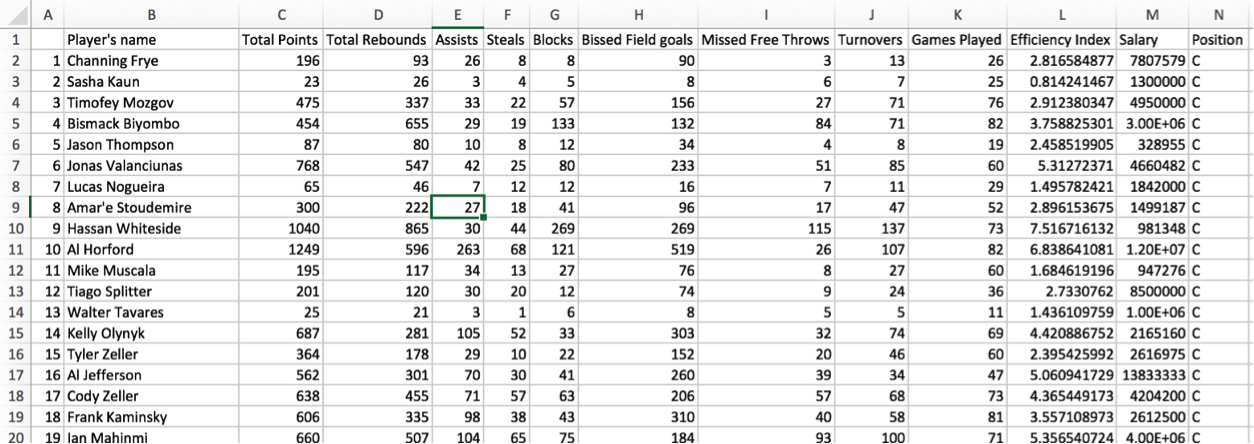 A B C D E F G H I J K L M N
1 Player's name Total Points Total Rebounds Assists Steals Blocks Bissed Field goals Missed Free Throws Turnovers Games Played Efficiency Index Salary Position
2 1 Channing Frye 196 93 26 8 8 90 3 13 26 2.816584877 7807579 C
3 2 Sasha Kaun 23 26 3 4 5 8 6 7 25 0.814241467 1300000 C
4 3 Timofey Mozgov 475 337 33 22 57 156 27 71 76 2.912380347 4950000 C
5 4 Bismack Biyombo 454 655 29 19 133 132 84 71 82 3.758825301 3.00E+06 C
6 5 Jason Thompson 87 80 10 8 12 34 4 8 19 2.458519905 328955 C
7 6 Jonas Valanciunas 768 547 42 25 80 233 51 85 60 5.31272371 4660482 C
8 7 Lucas Nogueira 65 46 7 12 12 16 7 11 29 1.495782421 1842000 C
9 8 Amar'e Stoudemire 300 222 27 18 41 96 17 47 52 2.896153675 1499187 C
10 9 Hassan Whiteside 1040 865 30 44 269 269 115 137 73 7.516716132 981348 C
11 10 Al Horford 1249 596 263 68 121 519 26 107 82 6.838641081 1.20E+07 C
12 11 Mike Muscala 195 117 34 13 27 76 8 27 60 1.684619196 947276 C
13 12 Tiago Splitter 201 120 30 20 12 74 9 24 36 2.7330762 8500000 C
14 13 Walter Tavares 25 21 3 1 6 8 5 5 11 1.436109759 1.00E+06 C
15 14 Kelly Olynyk 687 281 105 52 33 303 32 74 69 4.420886752 2165160 C
16 15 Tyler Zeller 364 178 29 10 22 152 20 46 60 2.395425992 2616975 C
17 16 Al Jefferson 562 301 70 30 41 260 39 34 47 5.060941729 13833333 C
18 17 Cody Zeller 638 455 71 57 63 206 57 68 73 4.365449173 4204200 C
19 18 Frank Kaminsky 606 335 98 38 43 310 40 58 81 3.557108973 2612500 C
20 19 Ian Mahinmi 660 507 104 65 75 184 93 100 71 5.356540724 4.00E+06 C